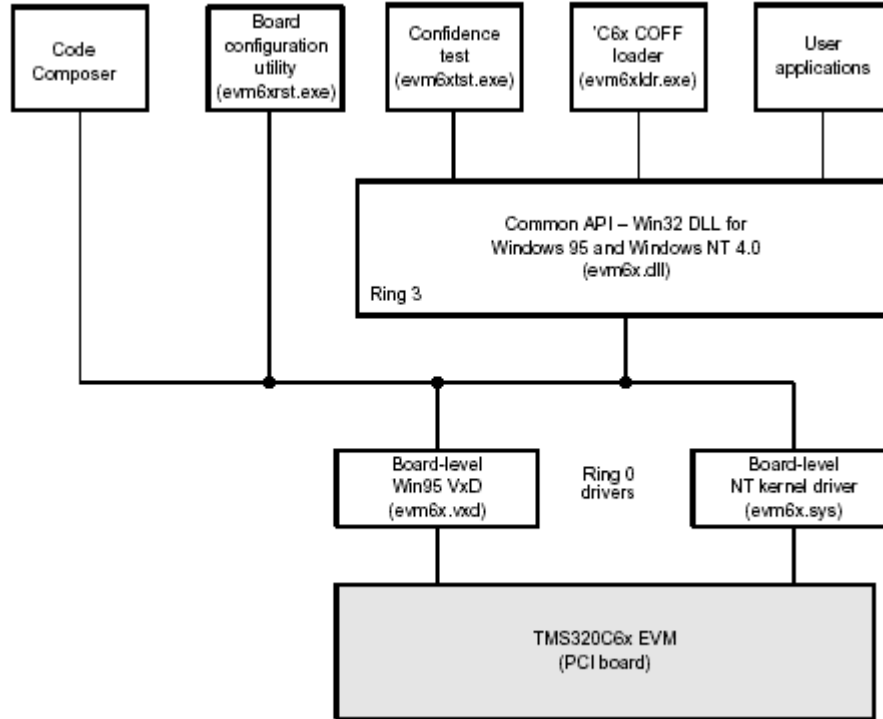 Code
Composer
Board
configuration
utility
(evm6xrst.exe)
Confidence
test
(evm6xtst.exe)
'C6x COFF
loader
(evm6xldr.exe)
User
applications
Common API – Win32 DLL for
Windows 95 and Windows NT 4.0
(evm6x.dll)
Ring 3
Board-level
Win95 VxD
(evm6x.vxd)
Ring 0
drivers
Board-level
NT kernel driver
(evm6x.sys)
TMS320C6x EVM
(PCI board)